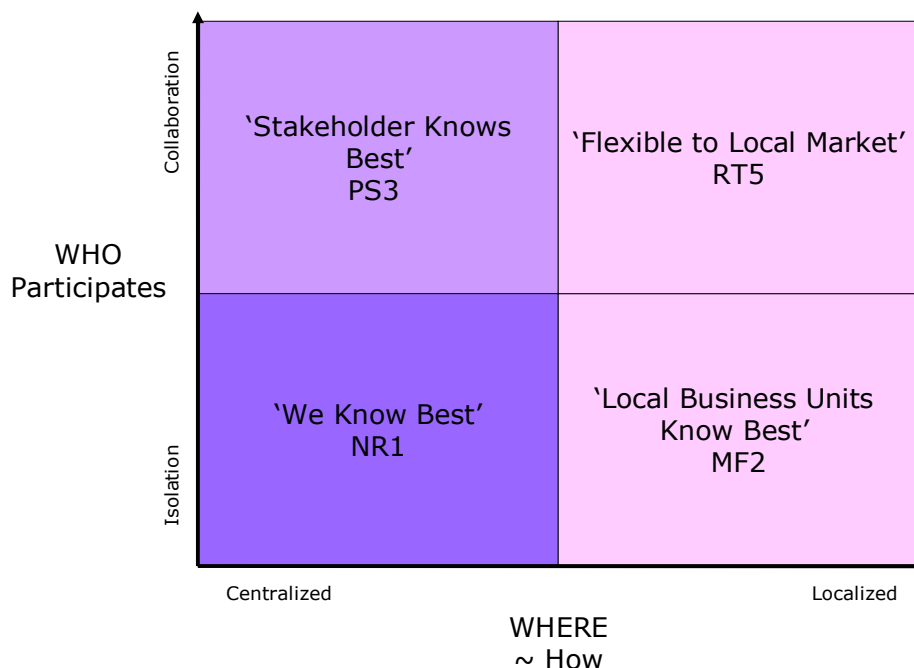 Collaboration
‘Stakeholder Knows
Best’
PS3
‘Flexible to Local Market’
RT5
WHO
Participates
‘We Know Best’
NR1
‘Local Business Units
Know Best’
MF2
Isolation
Centralized
Localized
WHERE
~ How